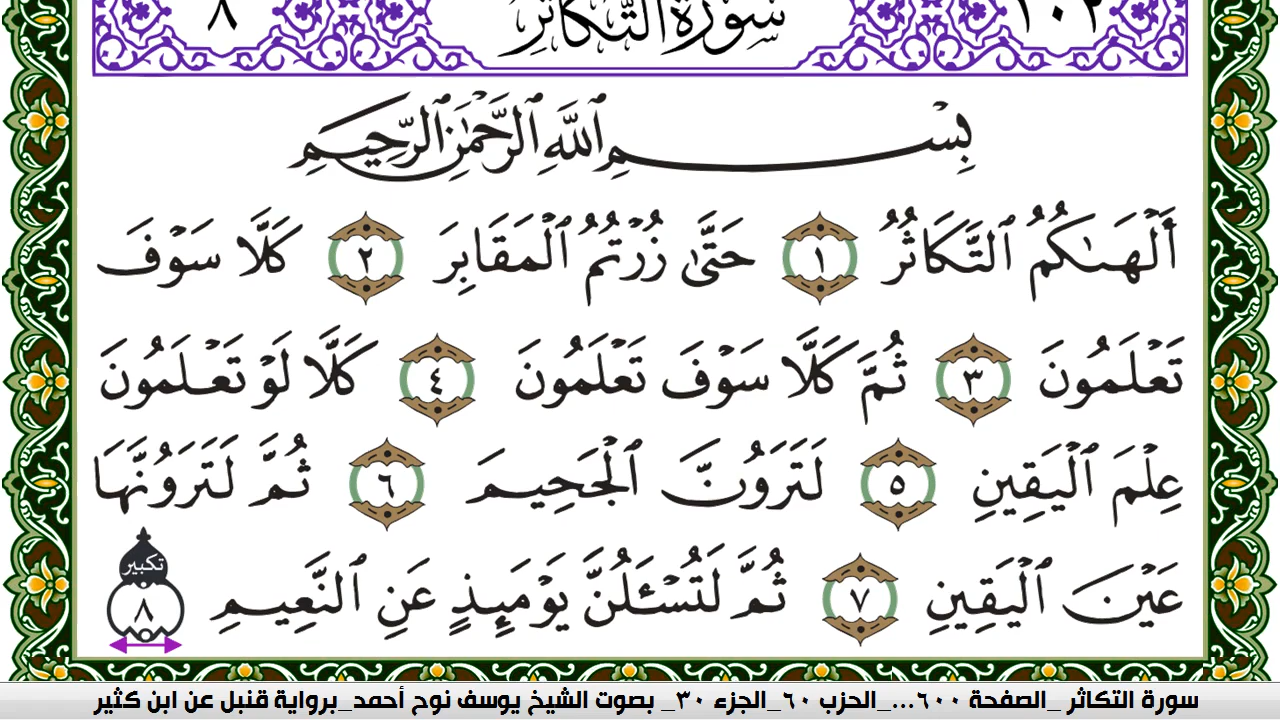 ١٠٢ سُورَةُ التَّكَاثُرِ ٨
بِسْمِ ٱللَّهِ ٱلرَّحْمَٰنِ ٱلرَّحِيمِ
أَلْهَىٰكُمُ ٱلتَّكَاثُرُ ١ حَتَّىٰ زُرْتُمُ ٱلْمَقَابِرَ ٢ كَلَّا سَوْفَ
تَعْلَمُونَ ٣ ثُمَّ كَلَّا سَوْفَ تَعْلَمُونَ ٤ كَلَّا لَوْ تَعْلَمُونَ
عِلْمَ ٱلْيَقِينِ ٥ لَتَرَوُنَّ ٱلْجَحِيمَ ٦ ثُمَّ لَتَرَوُنَّهَا
عَيْنَ ٱلْيَقِينِ ٧ ثُمَّ لَتُسْـَٔلُنَّ يَوْمَئِذٍ عَنِ ٱلنَّعِيمِ ٨ تكبير
سورة التكاثر _الصفحة ٦٠٠..._الحزب ٦٠_الجزء ٣٠_ بصوت الشيخ يوسف نوح أحمد_برواية قنبل عن ابن كثير